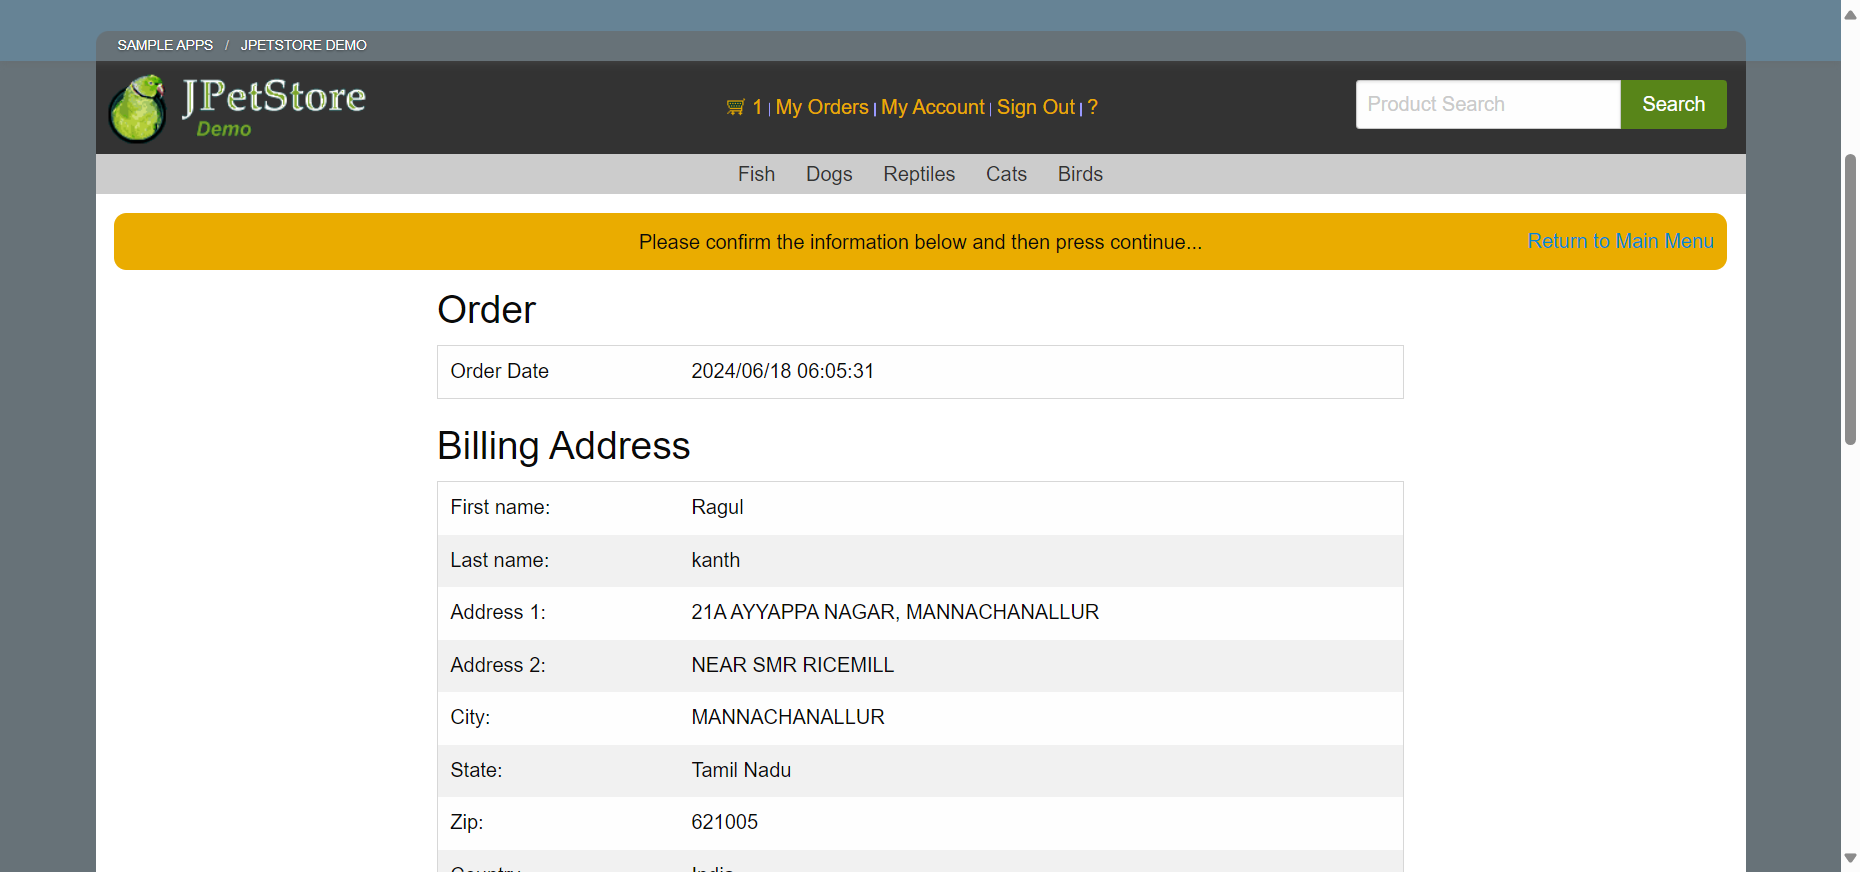 SAMPLE APPS / JPETSTORE DEMO
JPetStore
Demo
1 | My Orders | My Account | Sign Out | ?
Product Search
Search
Fish Dogs Reptiles Cats Birds
Please confirm the information below and then press continue...
Return to Main Menu
Order
Order Date 2024/06/18 06:05:31
Billing Address
First name: Ragul
Last name: kanth
Address 1: 21A AYYAPPA NAGAR, MANNACHANALLUR
Address 2: NEAR SMR RICEMILL
City: MANNACHANALLUR
State: Tamil Nadu
Zip: 621005
Country: India